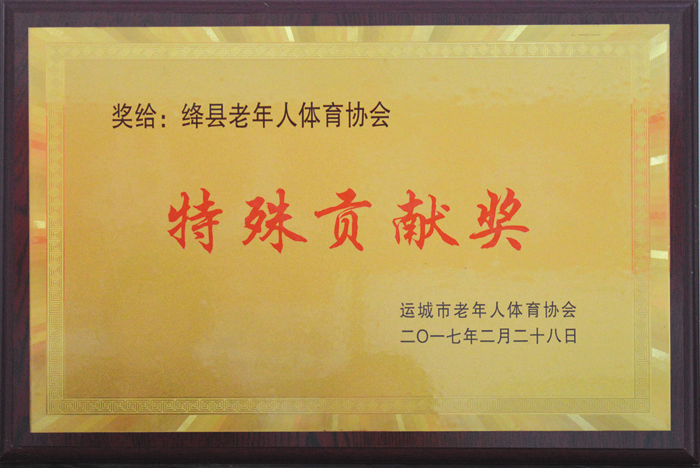 奖给：绛县老年人体育协会
特殊贡献奖
运城市老年人体育协会
二〇一七年二月二十八日